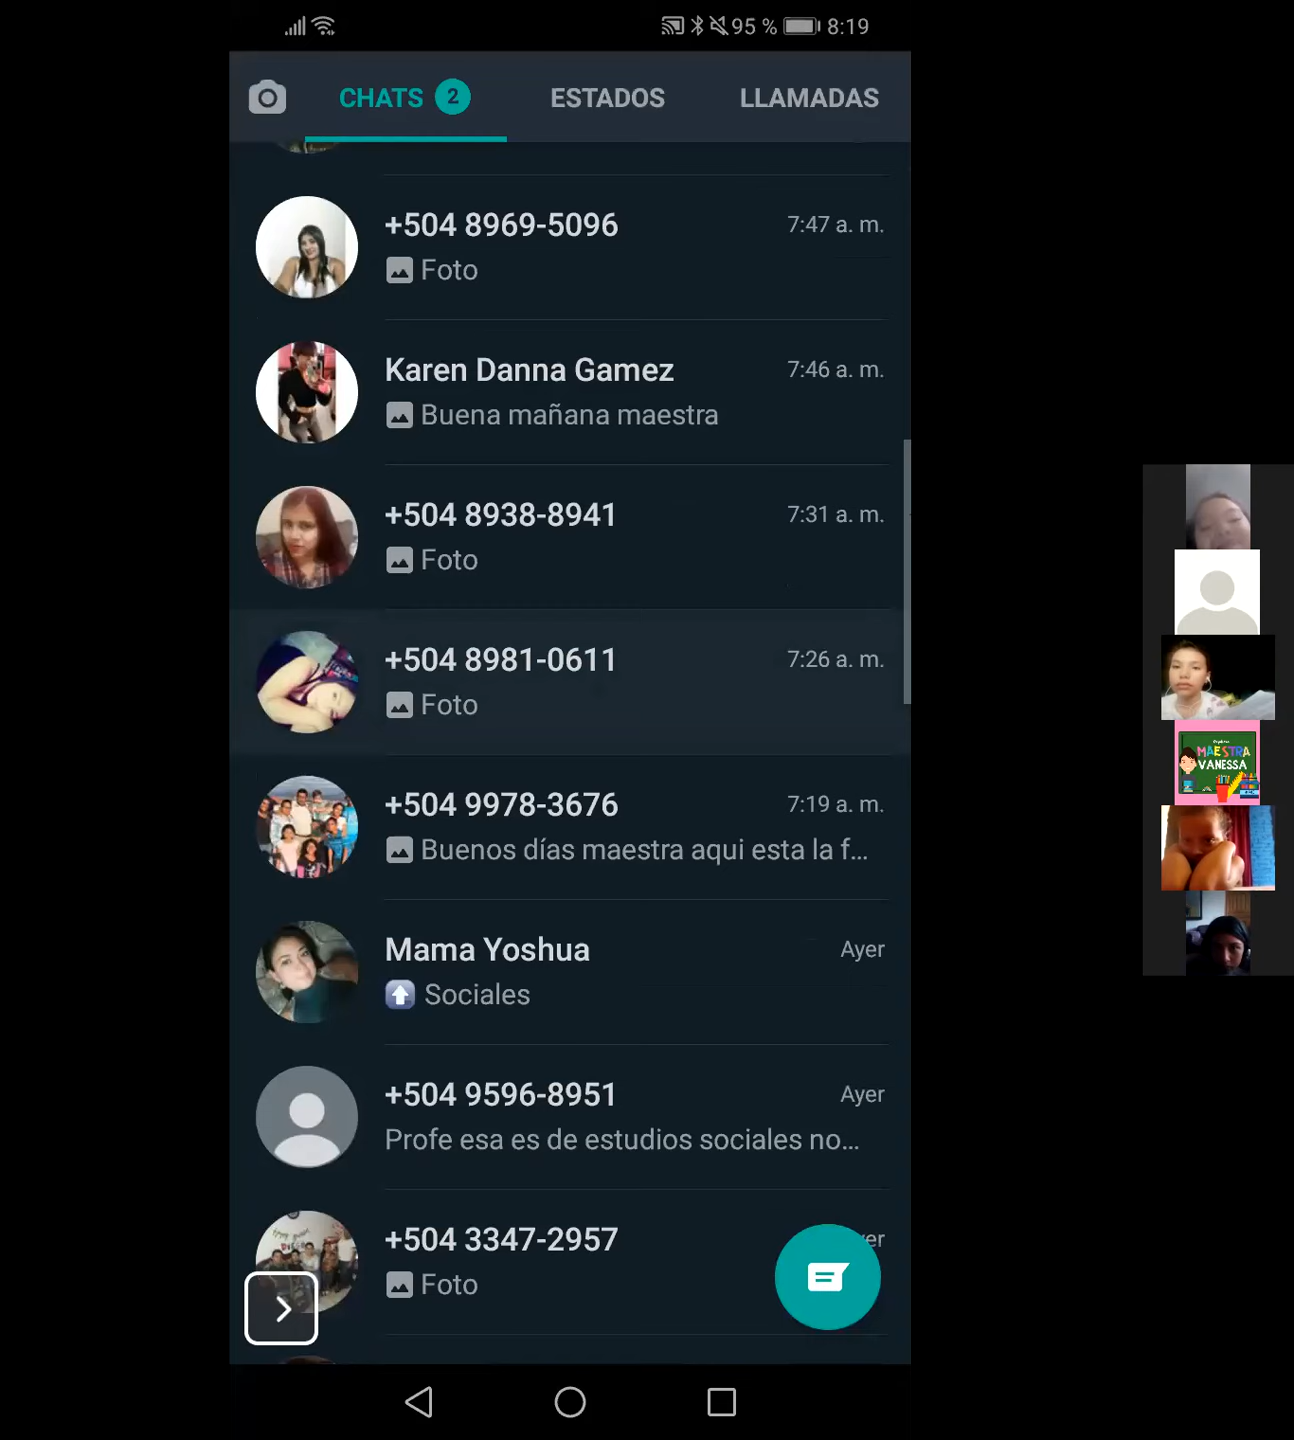 95 % 8:19
CHATS 2 ESTADOS LLAMADAS
+504 8969-5096 7:47 a. m.
Foto
Karen Danna Gamez 7:46 a. m.
Buena mañana maestra
+504 8938-8941 7:31 a. m.
Foto
+504 8981-0611 7:26 a. m.
Foto
+504 9978-3676 7:19 a. m.
Buenos días maestra aqui esta la f...
Mama Yoshua Ayer
Sociales
+504 9596-8951 Ayer
Profe esa es de estudios sociales no...
+504 3347-2957 er
Foto
MAESTRA
VANESSA